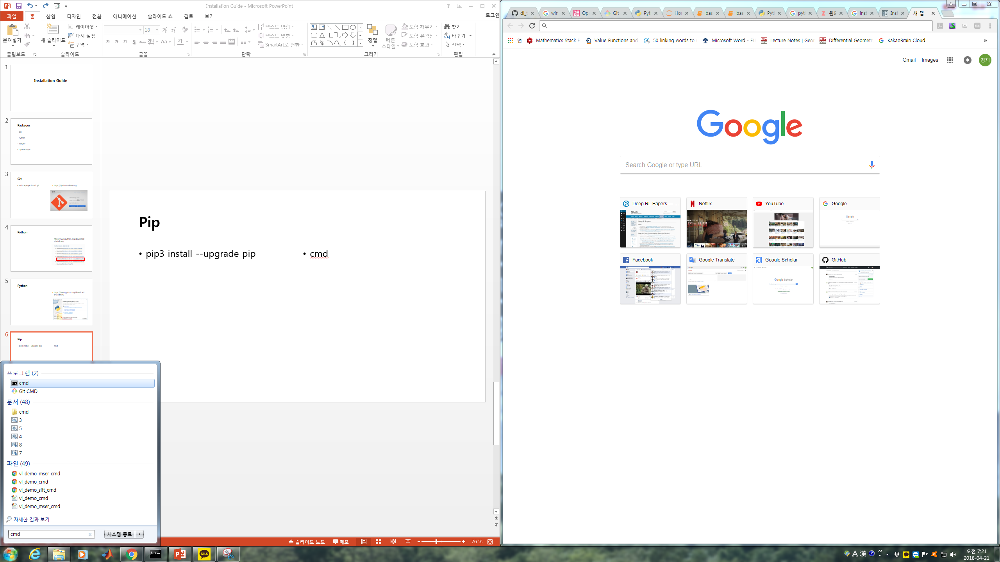 Installation Guide - Microsoft PowerPoint
파일 홈 삽입 디자인 전환 애니메이션 슬라이드 쇼 검토 보기 로그인
붙여넣기
클립보드
새 슬라이드
레이아웃
다시 설정
구역
슬라이드
18
가 가 가 S 가나 Aa 가
글꼴
텍스트 방향
텍스트 맞춤
SmartArt로 변환
단락
정렬
빠른 스타일
도형 채우기
도형 윤곽선
도형 효과
그리기
찾기
바꾸기
선택
편집
1
Installation Guide
2
Packages
• Git
• Python
• Jupyter
• OpenAI Gym
3
Git
• sudo apt-get install git
• https://gitforwindows.org/
4
Python
• https://www.python.org/downloads/windows/
5
Python
• https://www.python.org/downloads/windows/
6
Pip
• pip3 install --upgrade pip
• cmd
Pip
• pip3 install --upgrade pip
• cmd
프로그램 (2)
cmd
Git CMD
문서 (48)
cmd
3
5
4
8
7
파일 (49)
vl_demo_mser_cmd
vl_demo_cmd
vl_demo_sift_cmd
vl_demo_cmd
vl_demo_mser_cmd
자세한 결과 보기
cmd
시스템 종료
슬라이드 노트 메모 76 %
dl_ win Op Git Pyt Ho bas bas Pyt pyt 윈 inst Inst 새 탭
앱 Mathematics Stack E Value Functions and 50 linking words to Microsoft Word - EL Lecture Notes | Geo Differential Geomet KakaoBrain Cloud »
Gmail Images 경재
Google
Search Google or type URL
Deep RL Papers — ... Netflix YouTube Google
Facebook Google Translate Google Scholar GitHub
TALK
A 漢
오전 7:21
2018-04-21